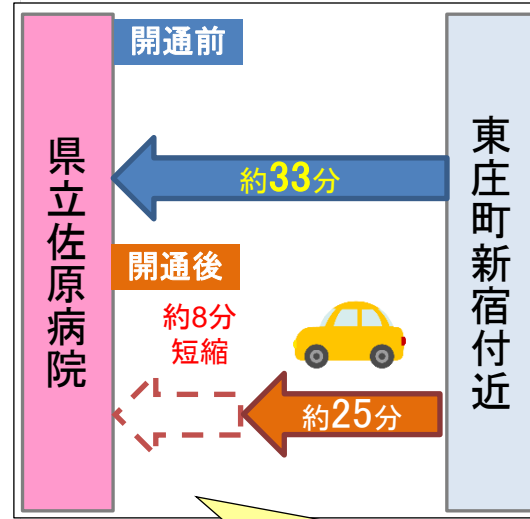 開通前
県立佐原病院
東庄町新宿付近
約33分
開通後
約8分
短縮
約25分